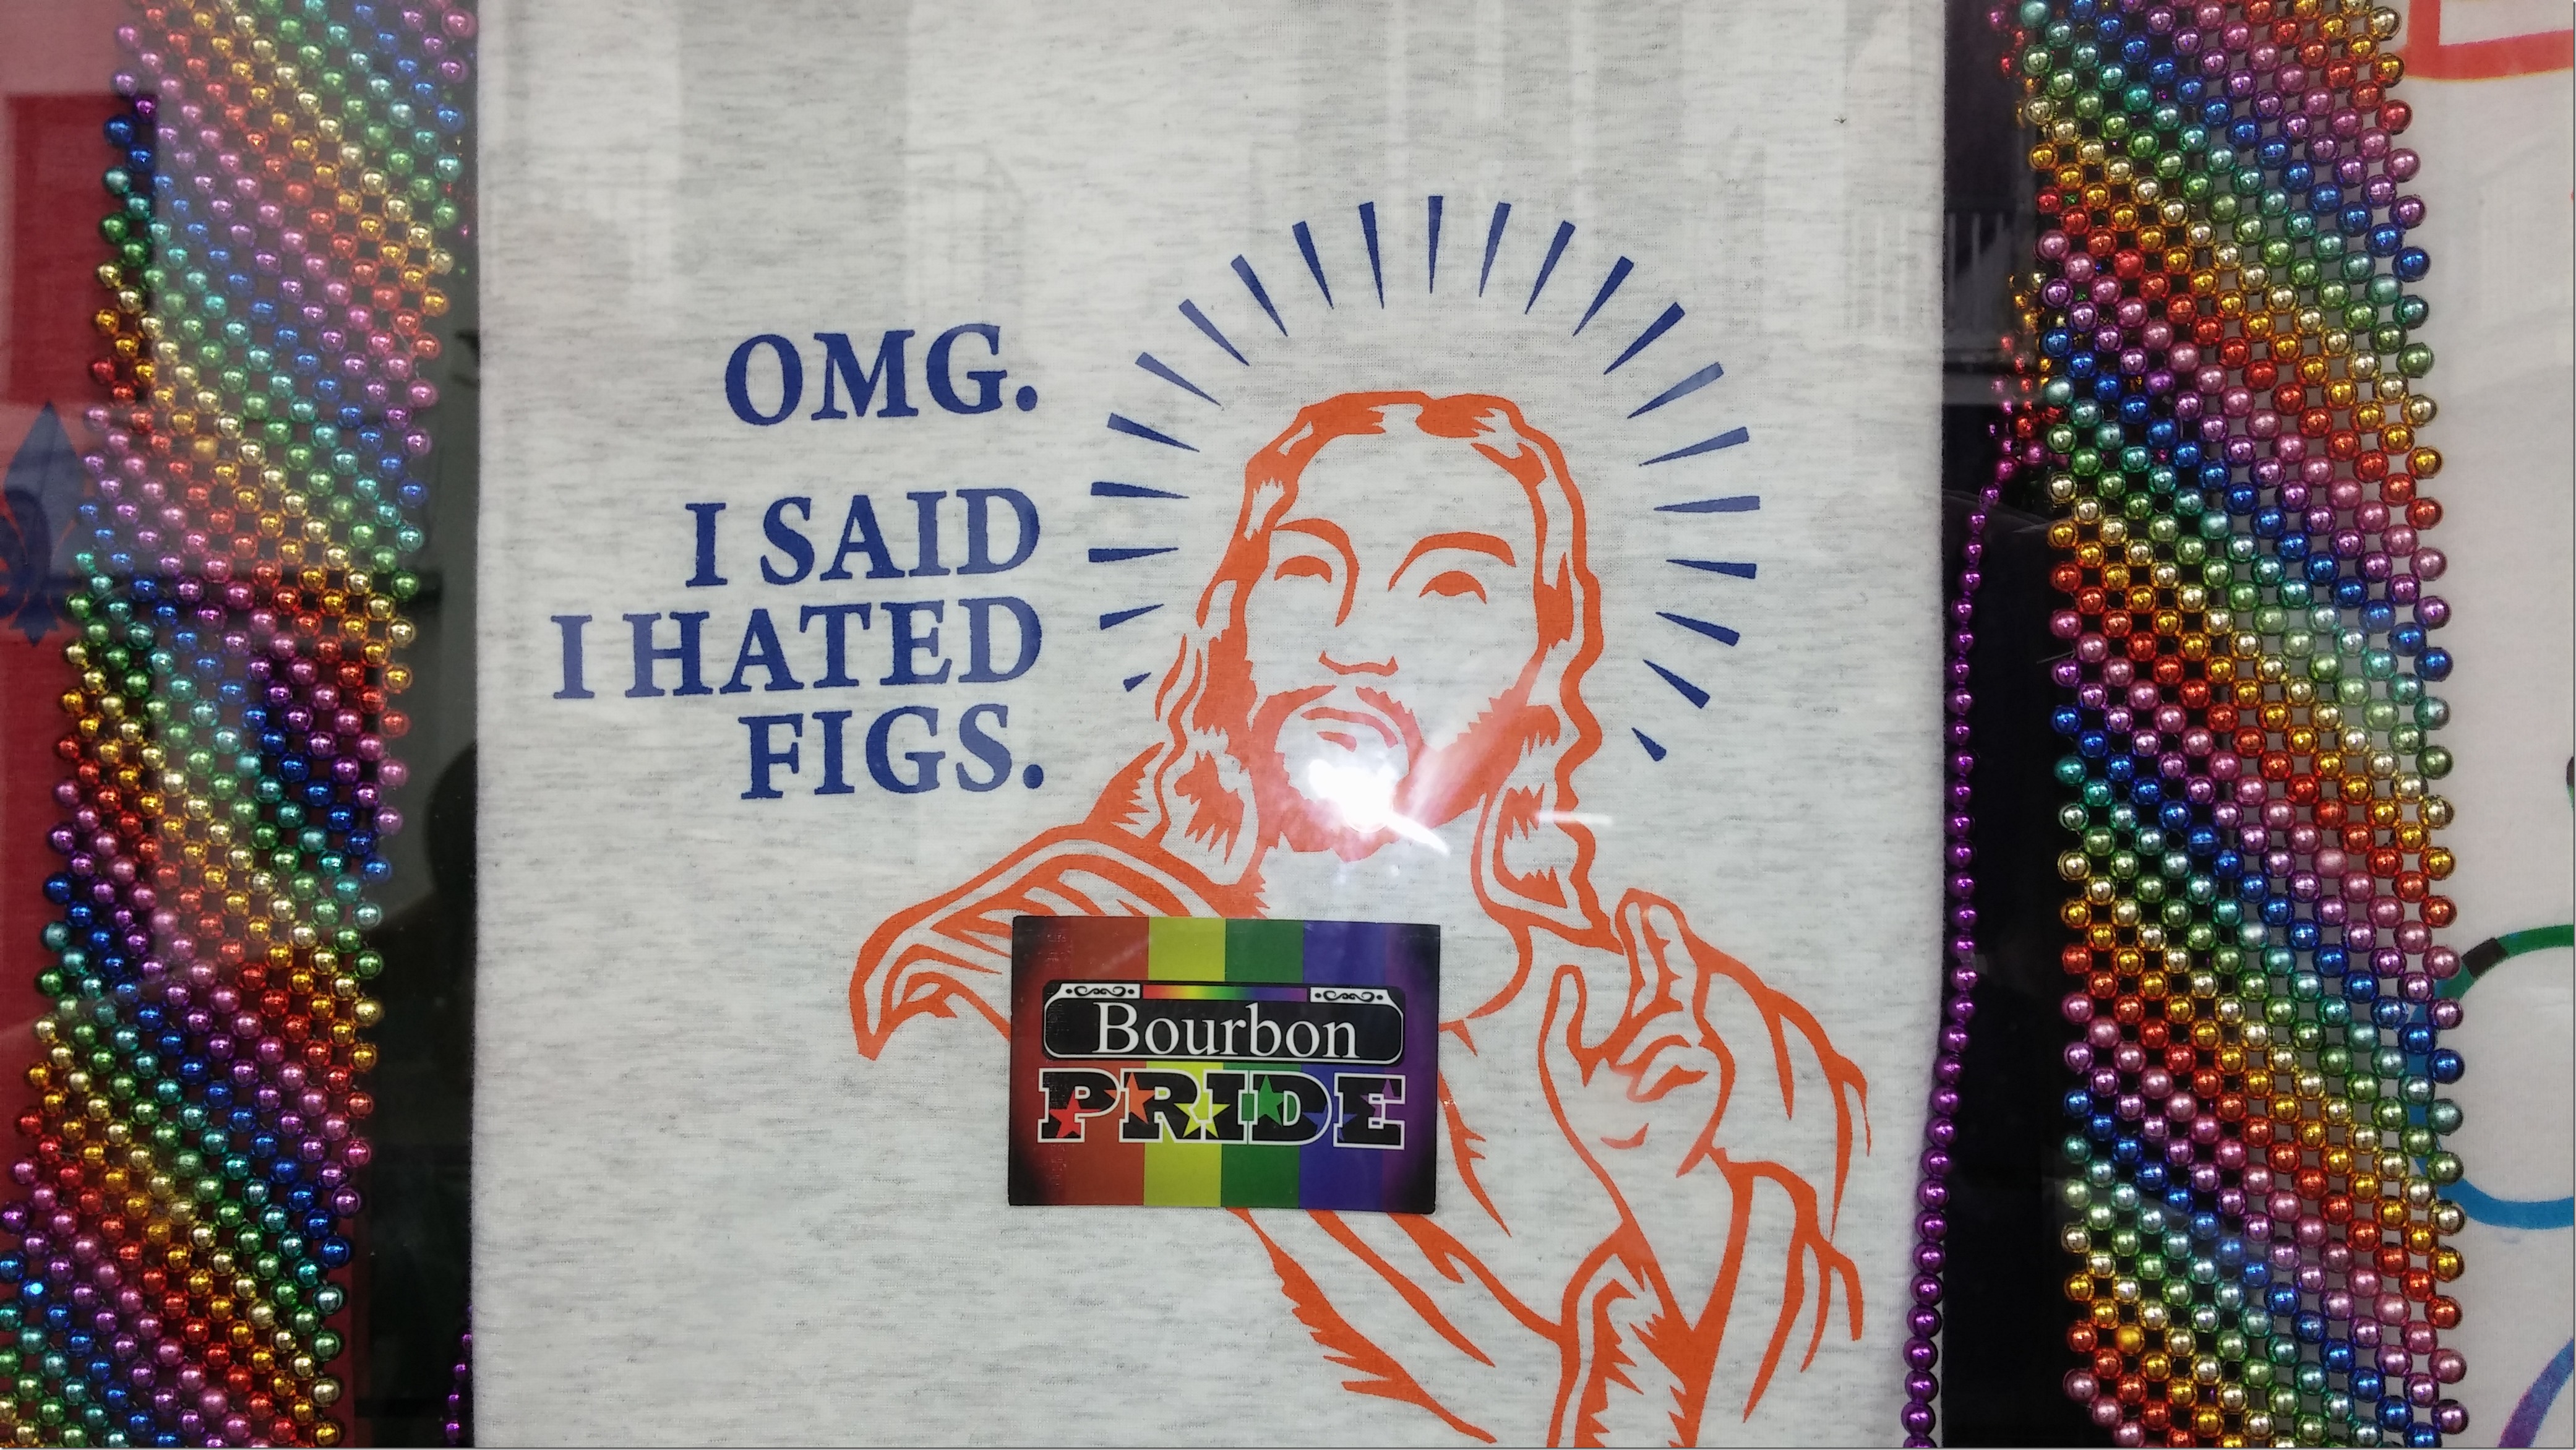 OMG.
I SAID
I HATED
FIGS.
Bourbon
PRIDE